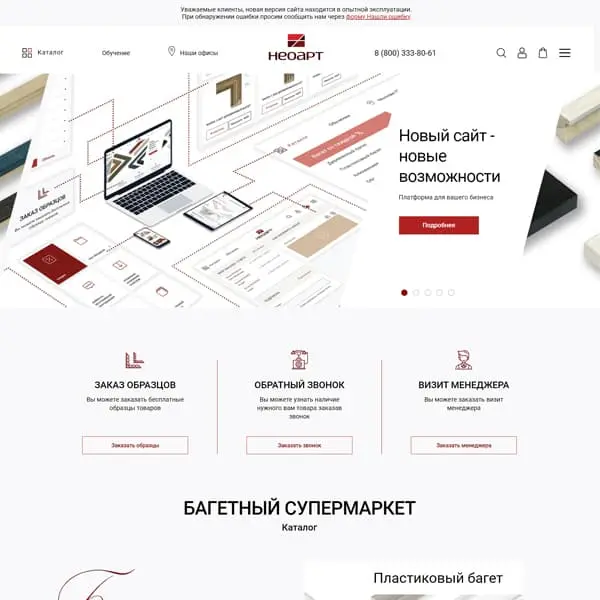 Уважаемые клиенты, новая версия сайта находится в опытной эксплуатации.
При обнаружении ошибки просим сообщить нам через форму Нашли ошибку.
Каталог
Обучение
Наши офисы
НЕОАРТ
8 (800) 333-80-61
Новый сайт -
новые
возможности
Платформа для вашего бизнеса
Подробнее
ЗАКАЗ ОБРАЗЦОВ
ЗАКАЗ ОБРАЗЦОВ
Вы можете заказать бесплатные
образцы товаров
Заказать образцы
ОБРАТНЫЙ ЗВОНОК
Вы можете узнать наличие
нужного вам товара заказав
звонок
Заказать звонок
ВИЗИТ МЕНЕДЖЕРА
Вы можете заказать визит
менеджера
Заказать менеджера
БАГЕТНЫЙ СУПЕРМАРКЕТ
Каталог
Пластиковый багет